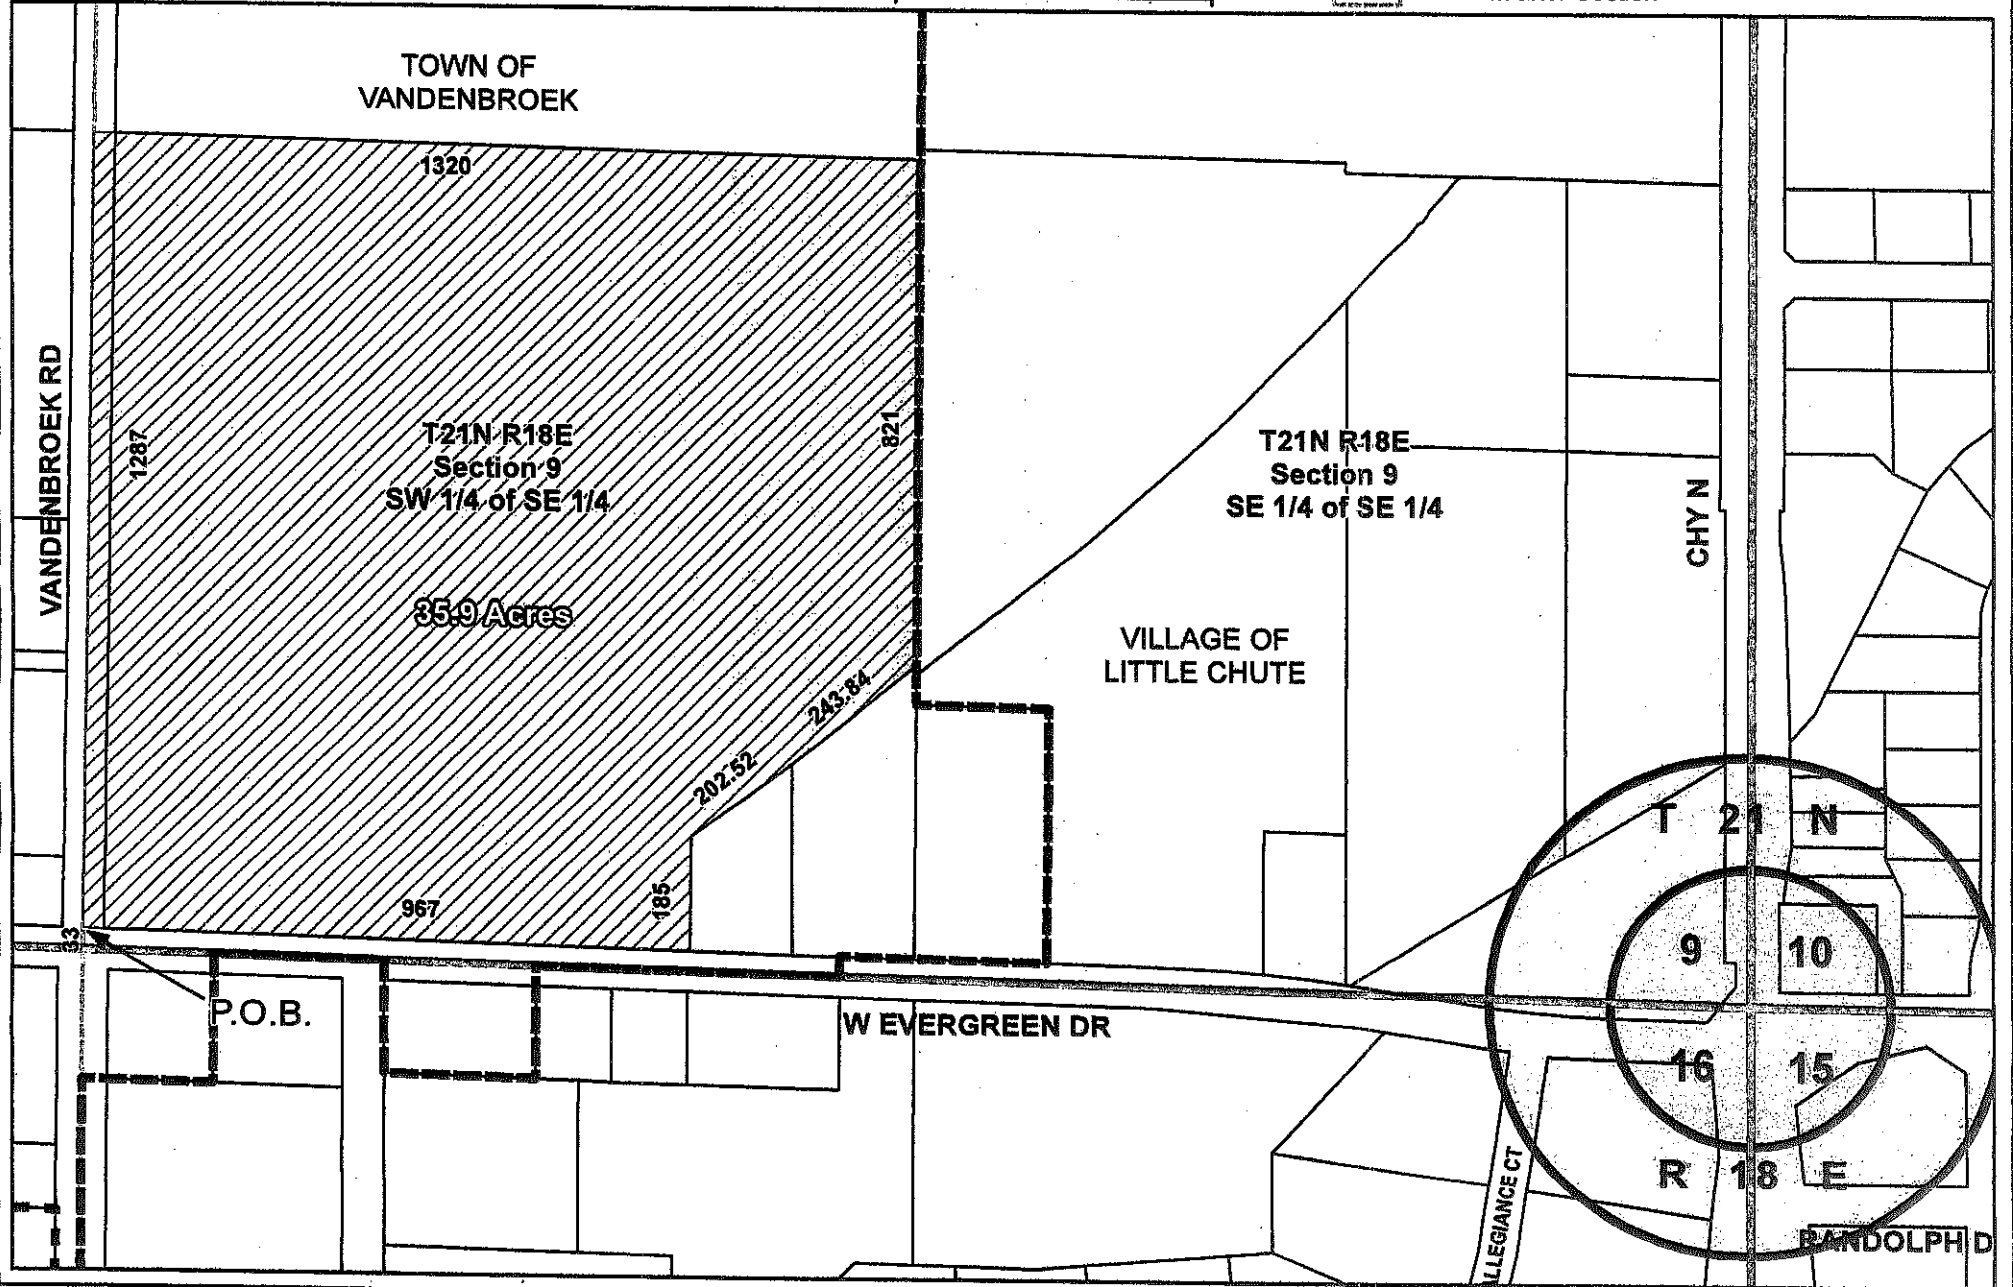 TOWN OF
VANDENBROEK
1320
VANDENBROEK RD
1287
T21N R18E
Section 9
SW 1/4 of SE 1/4
821
T21N R18E
Section 9
SE 1/4 of SE 1/4
CHY N
35.9 Acres
VILLAGE OF
LITTLE CHUTE
243.84
202.52
T 21 N
185
967
33
9 10
P.O.B.
W EVERGREEN DR
16 15
R 18 E
ALLEGIANCE CT
RANDOLPH D